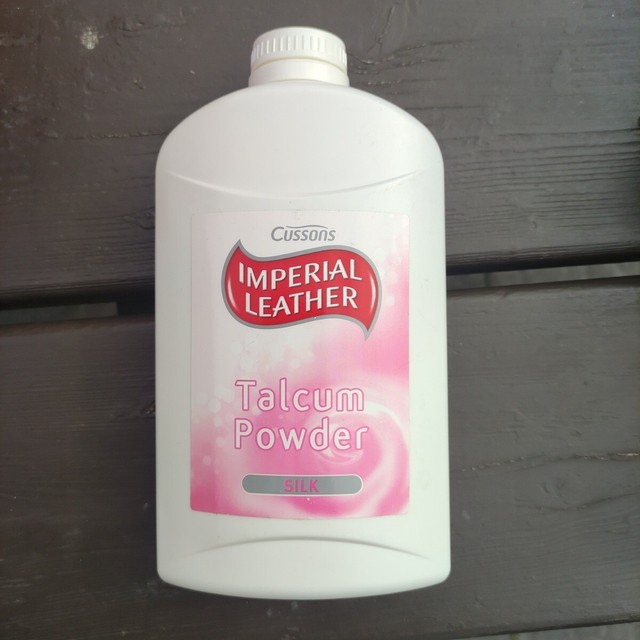 Cussons
IMPERIAL
LEATHER
Talcum
Powder
SILK